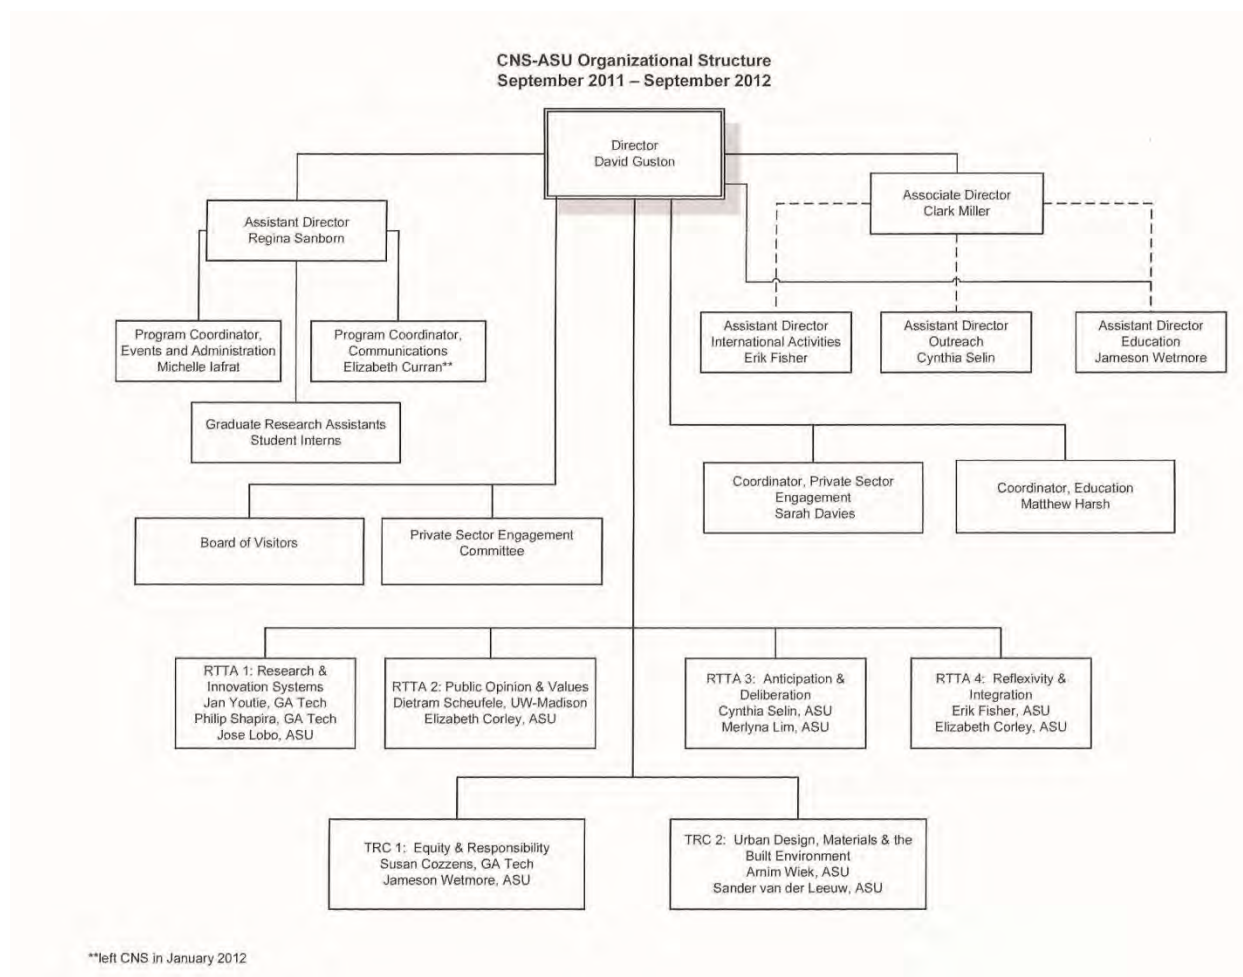 CNS-ASU Organizational Structure
September 2011 – September 2012
Director
David Guston
Associate Director
Clark Miller
Assistant Director
Regina Sanborn
Program Coordinator,
Events and Administration
Michelle Iafrat
Program Coordinator,
Communications
Elizabeth Curran**
Assistant Director
International Activities
Erik Fisher
Assistant Director
Outreach
Cynthia Selin
Assistant Director
Education
Jameson Wetmore
Graduate Research Assistants
Student Interns
Coordinator, Private Sector
Engagement
Sarah Davies
Coordinator, Education
Matthew Harsh
Board of Visitors
Private Sector Engagement
Committee
RTTA 1: Research &
Innovation Systems
Jan Youtie, GA Tech
Philip Shapira, GA Tech
Jose Lobo, ASU
RTTA 2: Public Opinion & Values
Dietram Scheufele, UW-Madison
Elizabeth Corley, ASU
RTTA 3: Anticipation &
Deliberation
Cynthia Selin, ASU
Merlyna Lim, ASU
RTTA 4: Reflexivity &
Integration
Erik Fisher, ASU
Elizabeth Corley, ASU
TRC 1: Equity & Responsibility
Susan Cozzens, GA Tech
Jameson Wetmore, ASU
TRC 2: Urban Design, Materials & the
Built Environment
Arnim Wiek, ASU
Sander van der Leeuw, ASU
**left CNS in January 2012